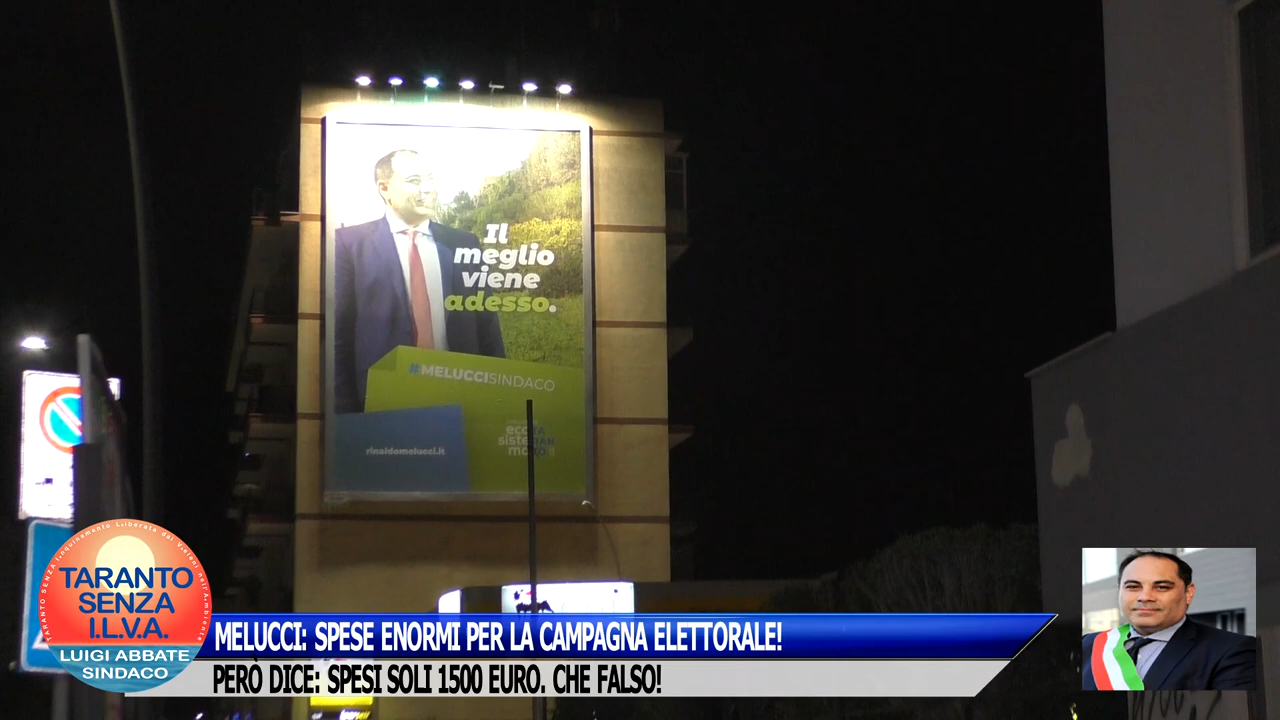 Il
meglio
viene
adesso.
#MELUCCISINDACO
rinaldomelucci.it
TARANTO
SENZA
I.L.V.A.
LUIGI ABBATE
SINDACO
MELUCCI: SPESE ENORMI PER LA CAMPAGNA ELETTORALE!
PERÒ DICE: SPESI SOLI 1500 EURO. CHE FALSO!